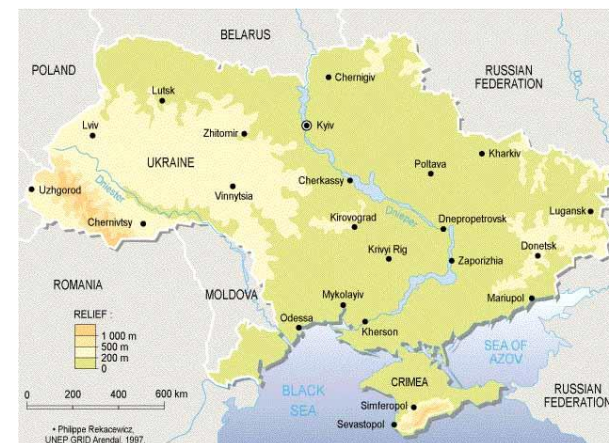 BELARUS
POLAND
RUSSIAN
FEDERATION
Chernigiv
Lutsk
Kyiv
Lviv
Zhitomir
Kharkiv
Poltava
UKRAINE
Cherkassy
Uzhgorod
Dniester
Vinnytsia
Dnieper
Lugansk
Chernivtsy
Kirovograd
Dnepropetrovsk
Donetsk
Krivyi Rig
Zaporizhia
ROMANIA
MOLDOVA
Mykolayiv
Mariupol
RELIEF :
1 000 m
500 m
200 m
0
Odessa
Kherson
SEA OF
AZOV
0 200 400 600 km
BLACK
SEA
CRIMEA
RUSSIAN
FEDERATION
Simferopol
Sevastopol
• Philippe Rekacewicz,
UNEP GRID Arendal, 1997.
Don